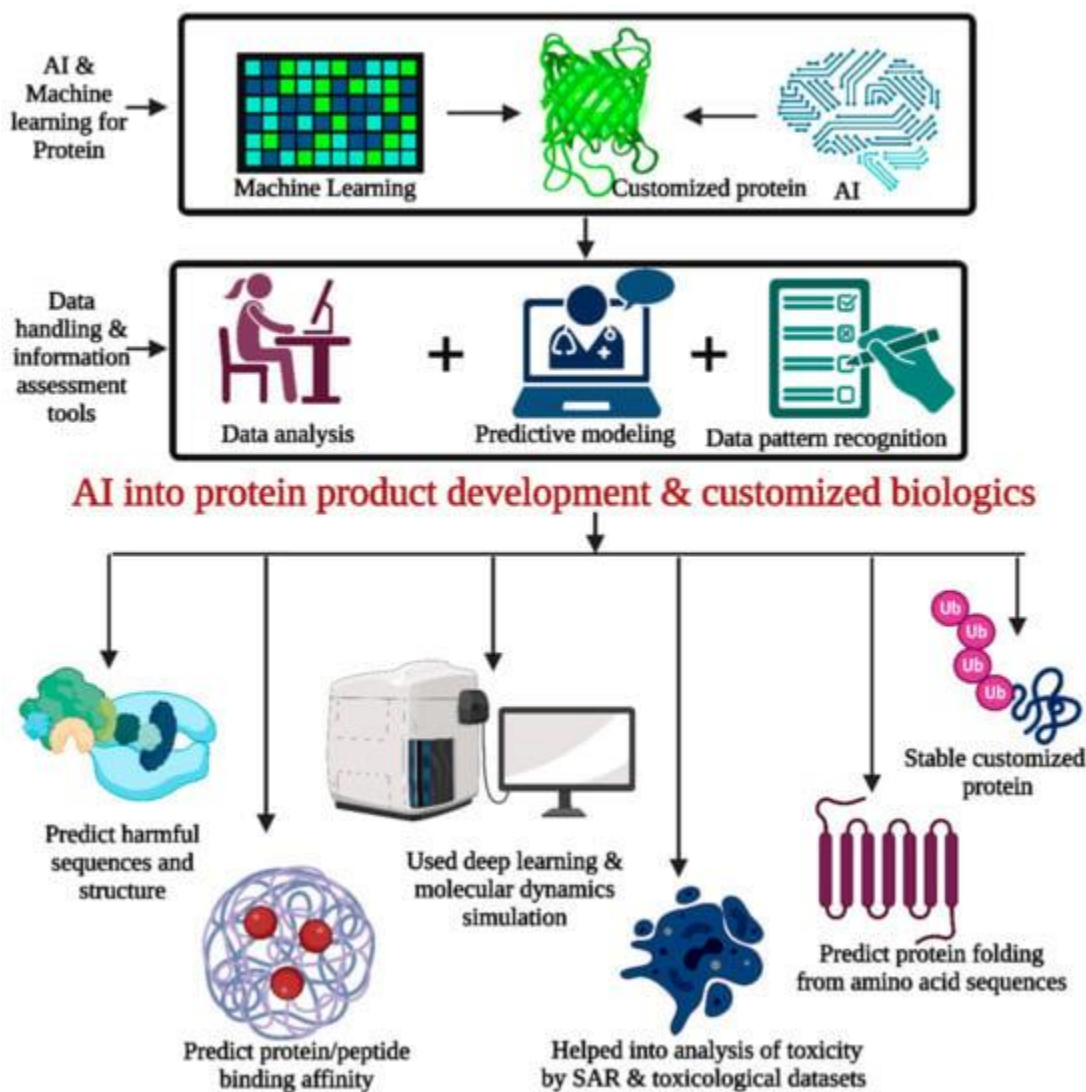 AI &
Machine
learning for
Protein
Machine Learning
Customized protein
AI
Data
handling &
information
assessment
tools
Data analysis
Predictive modeling
Data pattern recognition
AI into protein product development & customized biologics
Ub
Ub
Ub
Ub
Stable customized
protein
Predict harmful
sequences and
structure
Used deep learning &
molecular dynamics
simulation
Predict protein folding
from amino acid sequences
Predict protein/peptide
binding affinity
Helped into analysis of toxicity
by SAR & toxicological datasets